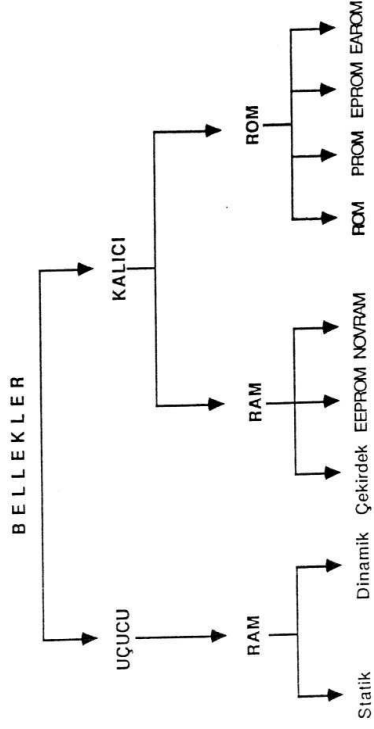 BELLEKLER
UÇUCU KALICI
RAM RAM ROM
Statik Dinamik Çekirdek EEPROM NOVRAM ROM PROM EPROM EAROM